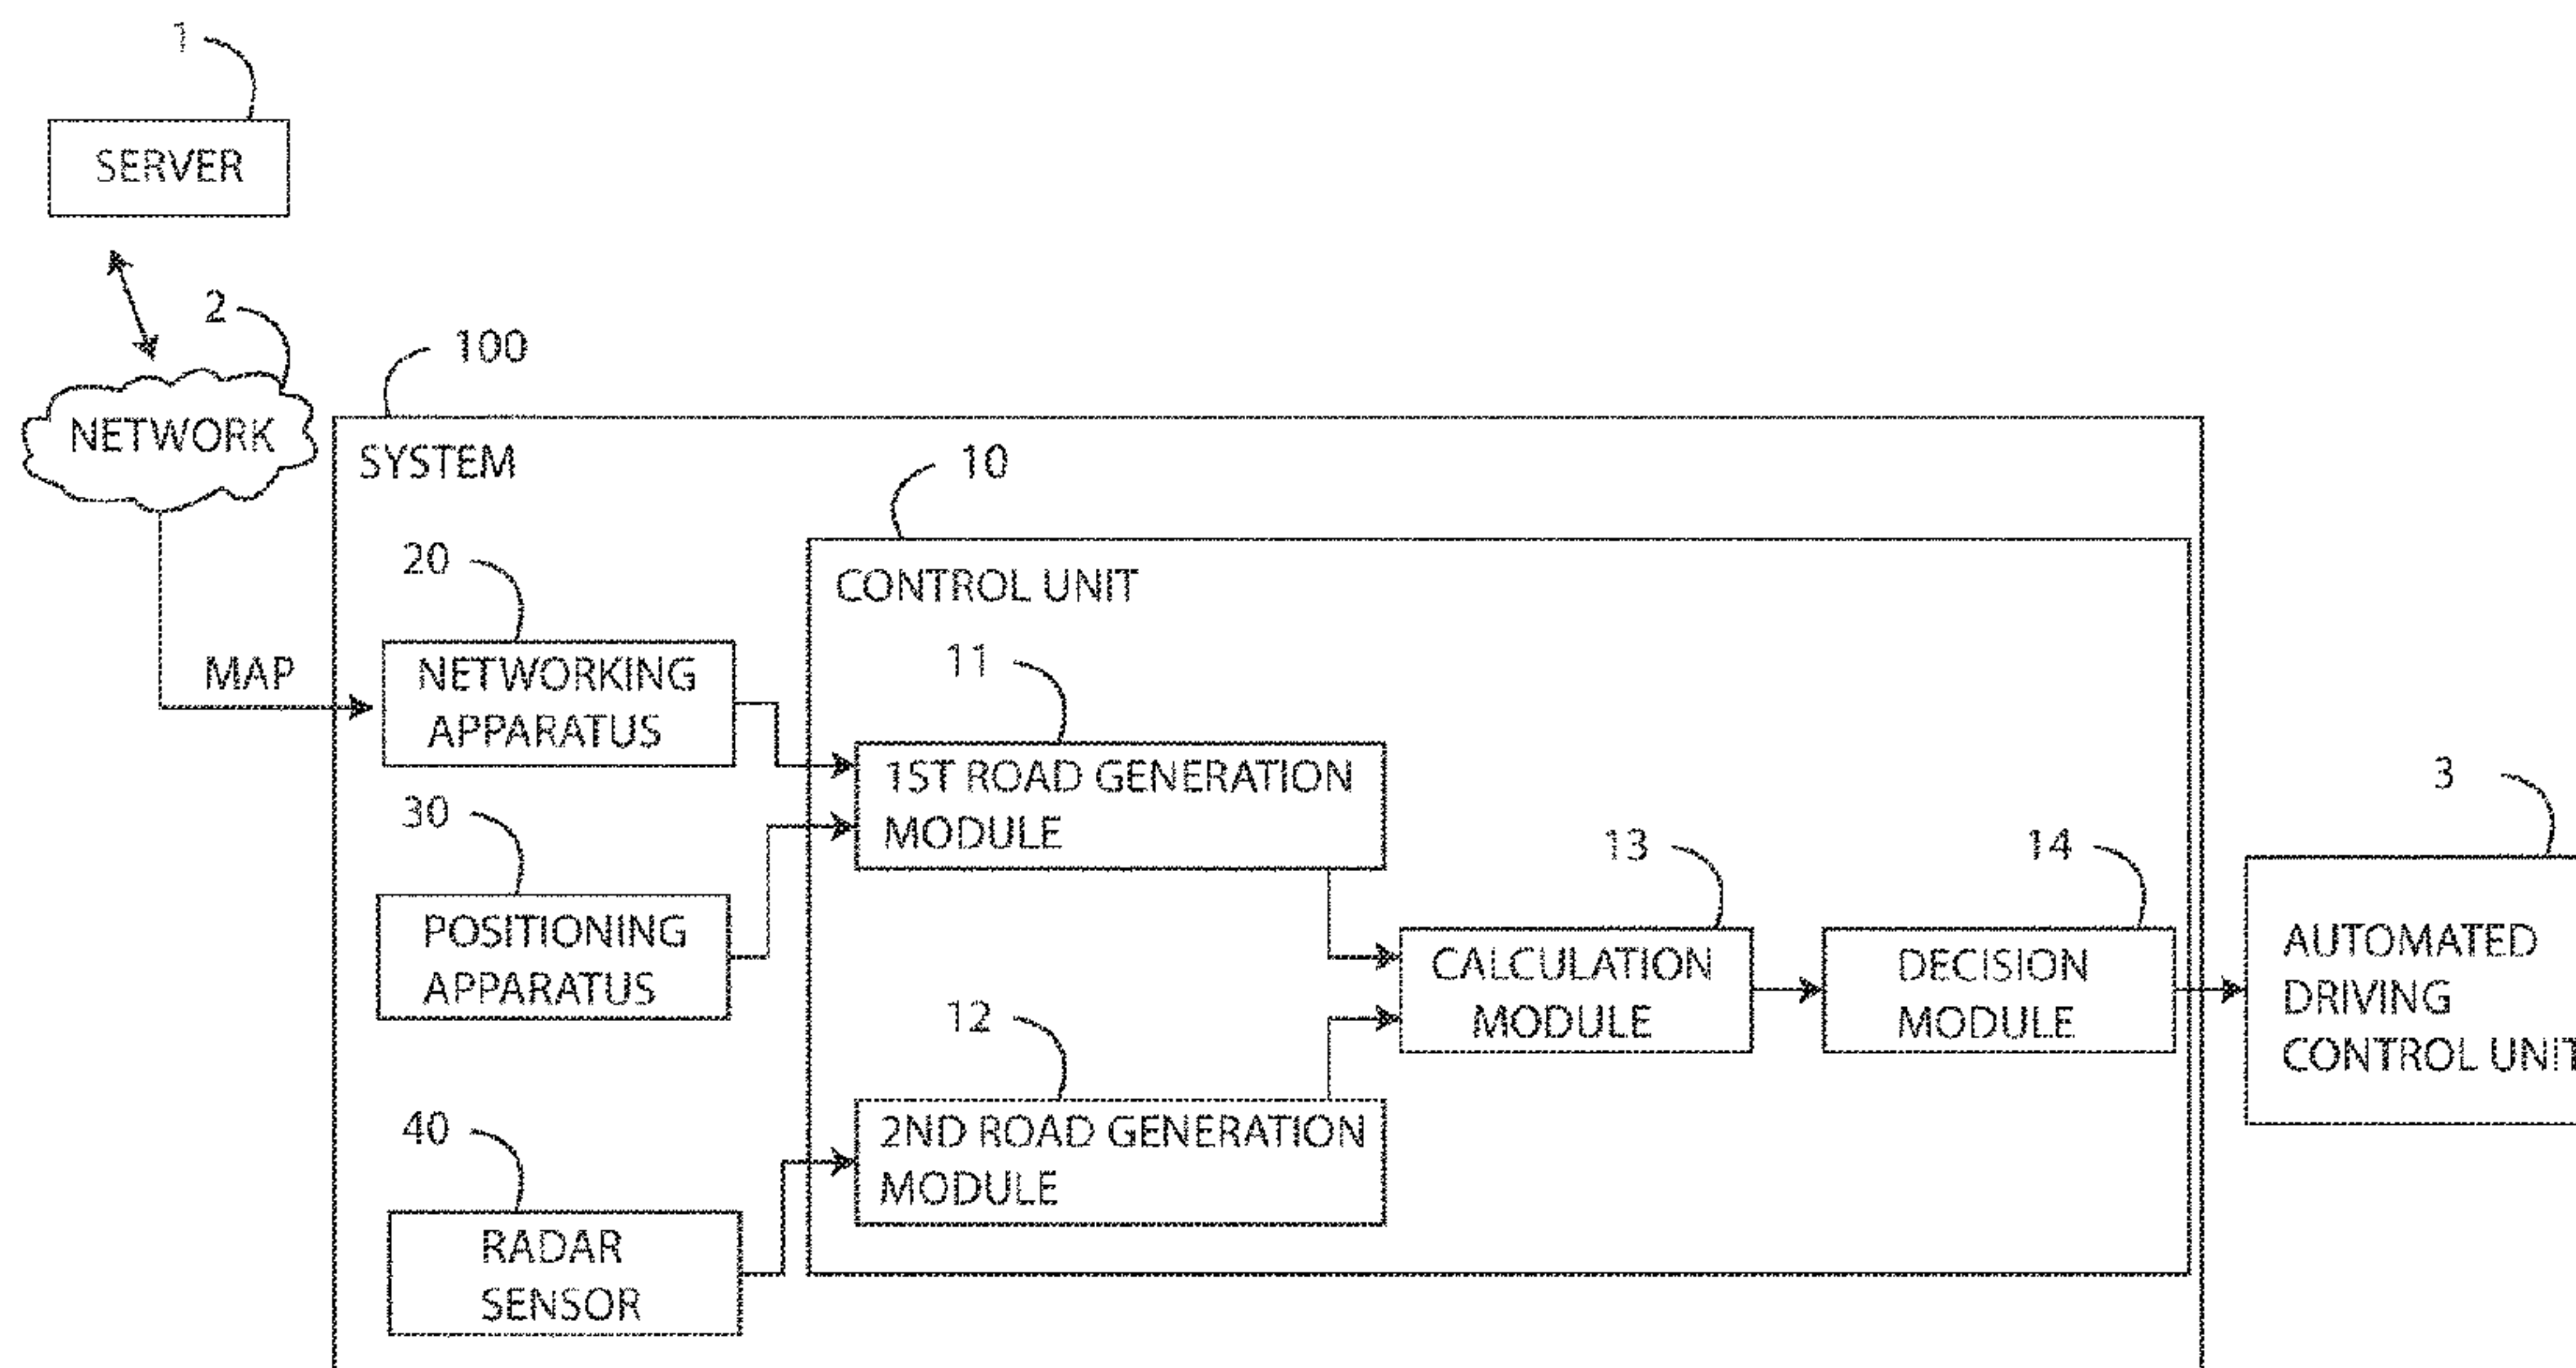 1
SERVER
2
NETWORK
100
SYSTEM
10
CONTROL UNIT
20
NETWORKING
APPARATUS
MAP
11
1ST ROAD GENERATION
MODULE
30
POSITIONING
APPARATUS
13
CALCULATION
MODULE
14
DECISION
MODULE
3
AUTOMATED
DRIVING
CONTROL UNIT
12
2ND ROAD GENERATION
MODULE
40
RADAR
SENSOR